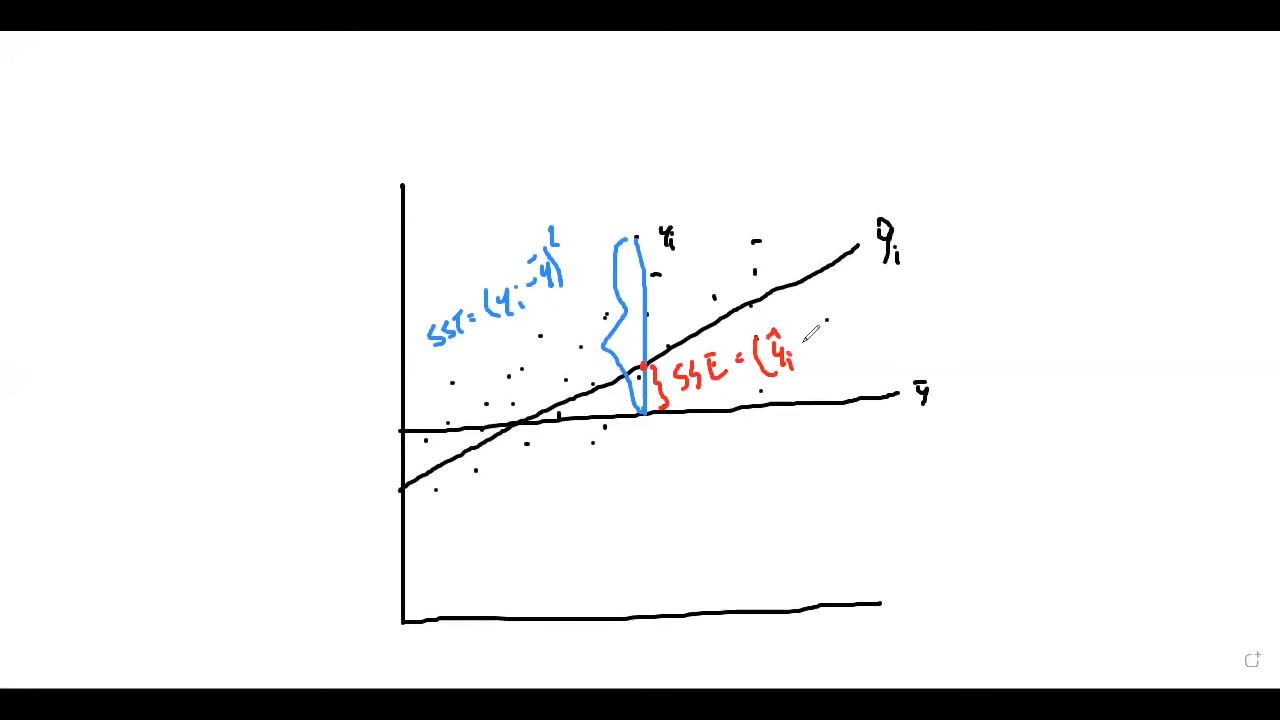 yᵢ
ŷᵢ
SST = (yᵢ - ȳ)²
SSE = (ŷᵢ
ȳ